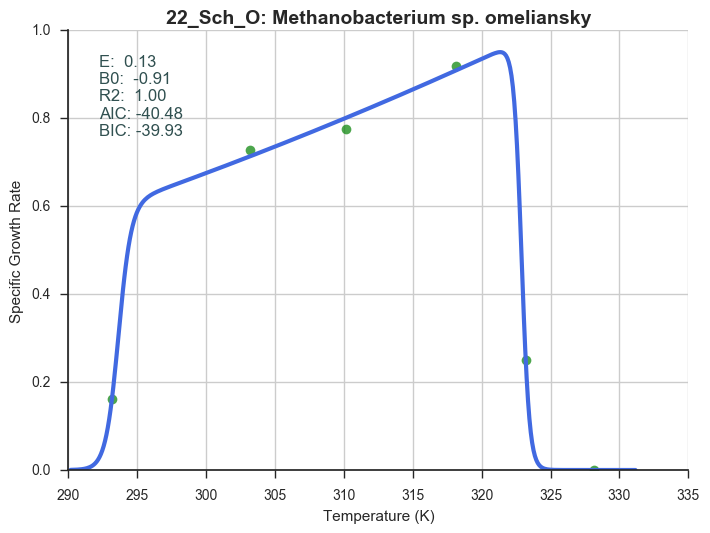 22_Sch_O: Methanobacterium sp. omeliansky
E:  0.13
B0:  -0.91
R2:  1.00
AIC: -40.48
BIC: -39.93
Specific Growth Rate
1.0
0.8
0.6
0.4
0.2
0.0
290 295 300 305 310 315 320 325 330 335
Temperature (K)